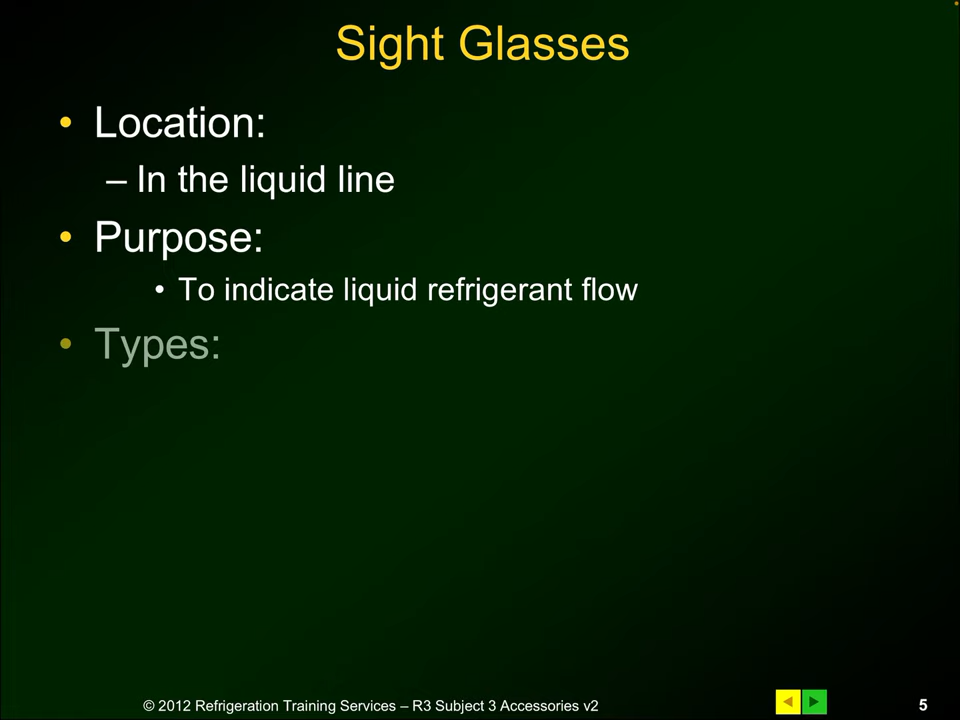 Sight Glasses
• Location:
– In the liquid line
• Purpose:
• To indicate liquid refrigerant flow
• Types:
© 2012 Refrigeration Training Services – R3 Subject 3 Accessories v2
5